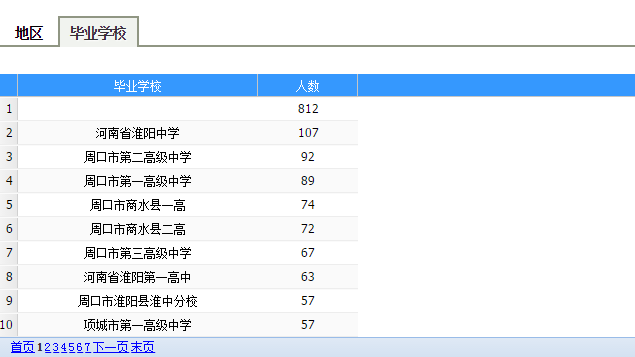 地区 毕业学校
毕业学校 人数
1 812
2 河南省淮阳中学 107
3 周口市第二高级中学 92
4 周口市第一高级中学 89
5 周口市商水县一高 74
6 周口市商水县二高 72
7 周口市第三高级中学 67
8 河南省淮阳第一高中 63
9 周口市淮阳县淮中分校 57
10 项城市第一高级中学 57
首页 1 2 3 4 5 6 7 下一页 末页